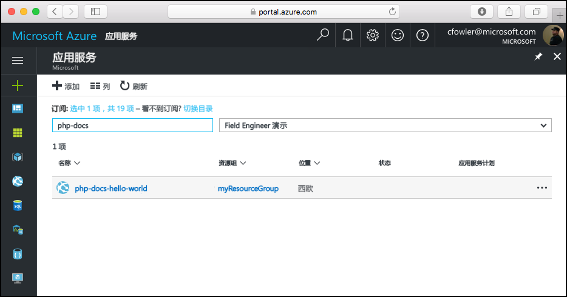 portal.azure.com
Microsoft Azure 应用服务
cfowler@microsoft.com
MICROSOFT
应用服务
Microsoft
添加 列 刷新
订阅: 选中 1 项，共 19 项 – 看不到订阅? 切换目录
php-docs Field Engineer 演示
1 项
名称 资源组 位置 状态 应用服务计划
php-docs-hello-world myResourceGroup 西欧